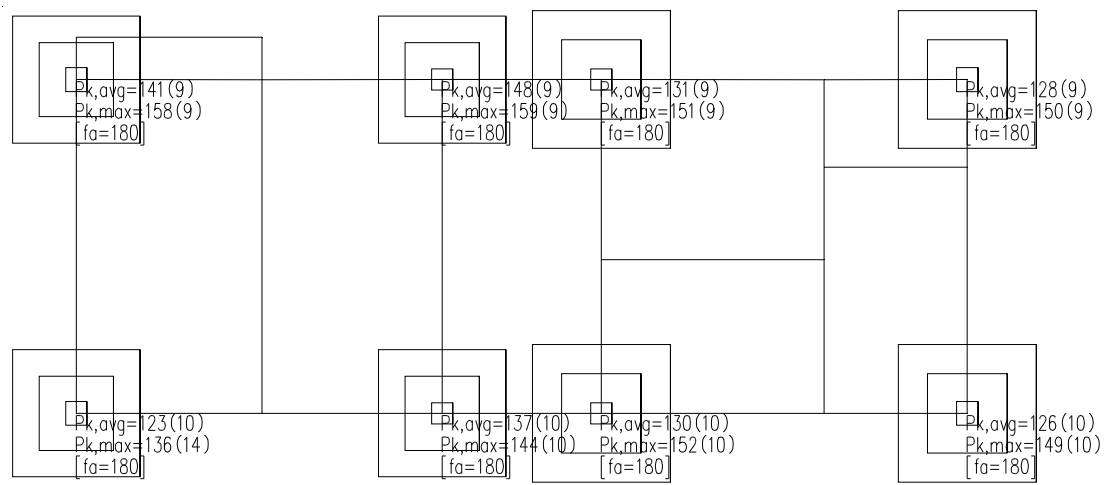 Pk,avg=141(9)
Pk,max=158(9)
[fa=180]
Pk,avg=148(9)
Pk,max=159(9)
[fa=180]
Pk,avg=131(9)
Pk,max=151(9)
[fa=180]
Pk,avg=128(9)
Pk,max=150(9)
[fa=180]
Pk,avg=123(10)
Pk,max=136(14)
[fa=180]
Pk,avg=137(10)
Pk,max=144(10)
[fa=180]
Pk,avg=130(10)
Pk,max=152(10)
[fa=180]
Pk,avg=126(10)
Pk,max=149(10)
[fa=180]